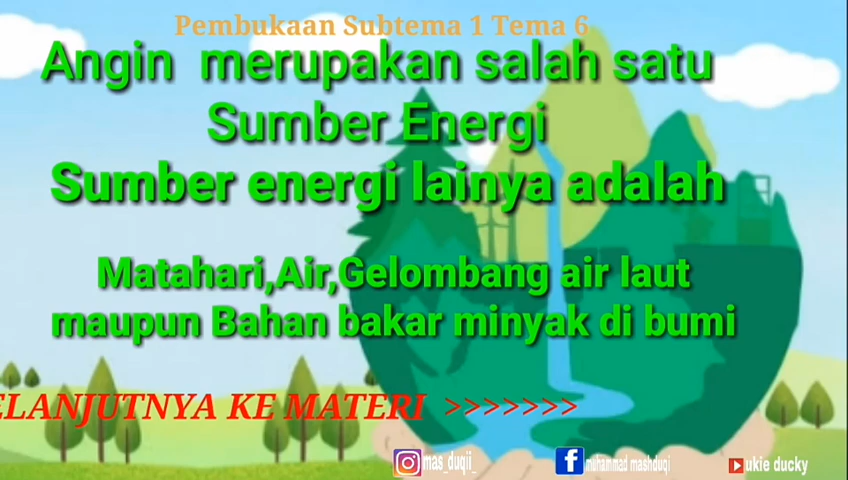 Pembukaan Subtema 1 Tema 6
Angin merupakan salah satu
Sumber Energi
Sumber energi lainya adalah
Matahari,Air,Gelombang air laut
maupun Bahan bakar minyak di bumi
ELANJUTNYA KE MATERI >>>>>>>
mas_duqii_
muhammad mashduqi
ukie ducky